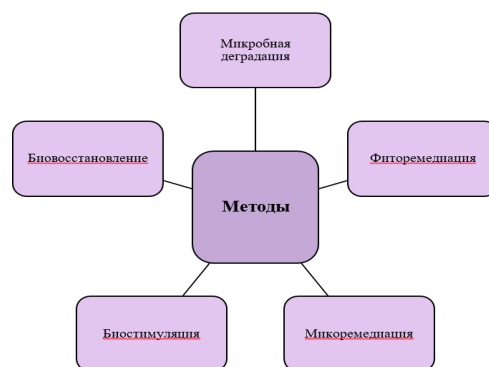 Микробная
деградация
Биовосстановление
Фиторемедиация
Методы
Биостимуляция
Микоремедиация